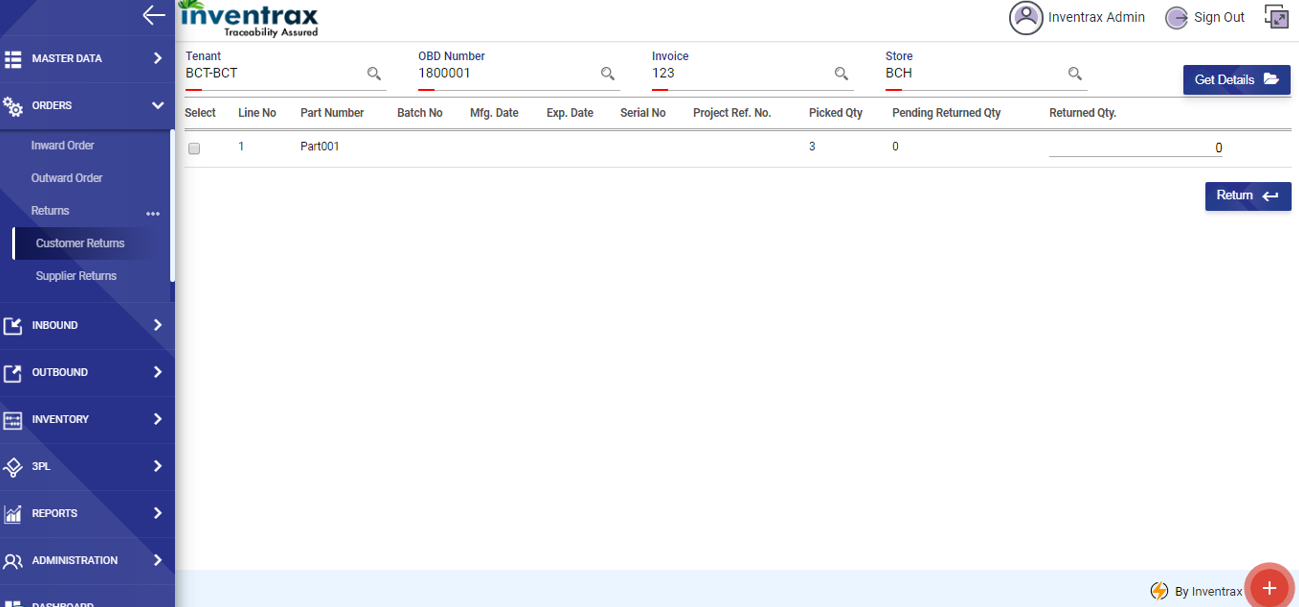 inventrax
Traceability Assured
Inventrax Admin
Sign Out
MASTER DATA
ORDERS
Inward Order
Outward Order
Returns
Customer Returns
Supplier Returns
INBOUND
OUTBOUND
INVENTORY
3PL
REPORTS
ADMINISTRATION
DASHBOARD
Tenant OBD Number Invoice Store
BCT-BCT 1800001 123 BCH
Get Details
Select Line No Part Number Batch No Mfg. Date Exp. Date Serial No Project Ref. No. Picked Qty Pending Returned Qty Returned Qty.
1 Part001 3 0 0
Return
By Inventrax